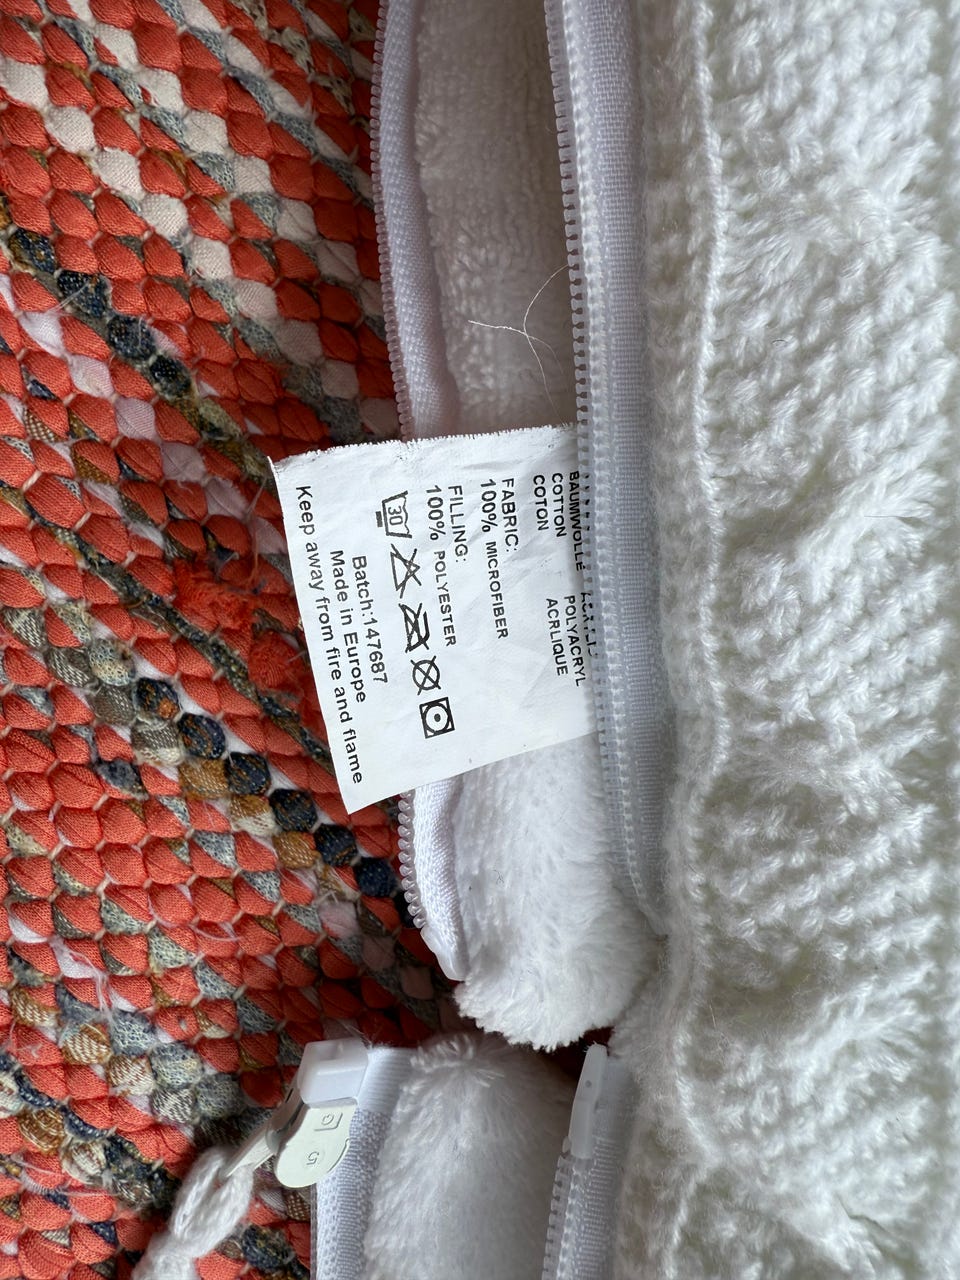 BAUMWOLLE
COTTON POLYACRYL
COTON ACRLIQUE
FABRIC:
100% MICROFIBER
FILLING:
100% POLYESTER
30
Batch:147687
Made in Europe
Keep away from fire and flame
5